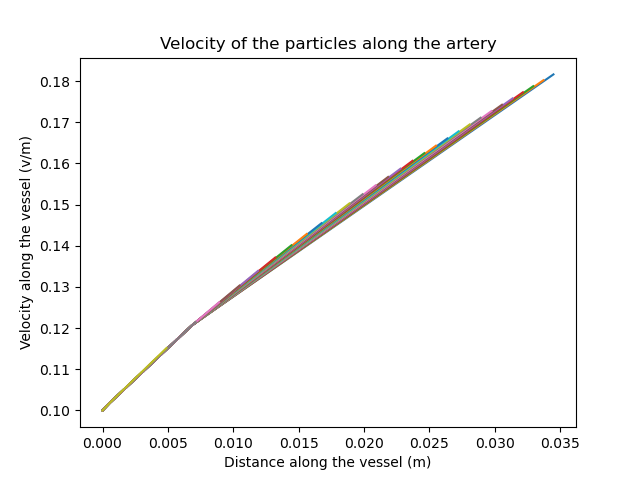 Velocity of the particles along the artery
Velocity along the vessel (v/m)
0.18
0.17
0.16
0.15
0.14
0.13
0.12
0.11
0.10
0.000 0.005 0.010 0.015 0.020 0.025 0.030 0.035
Distance along the vessel (m)